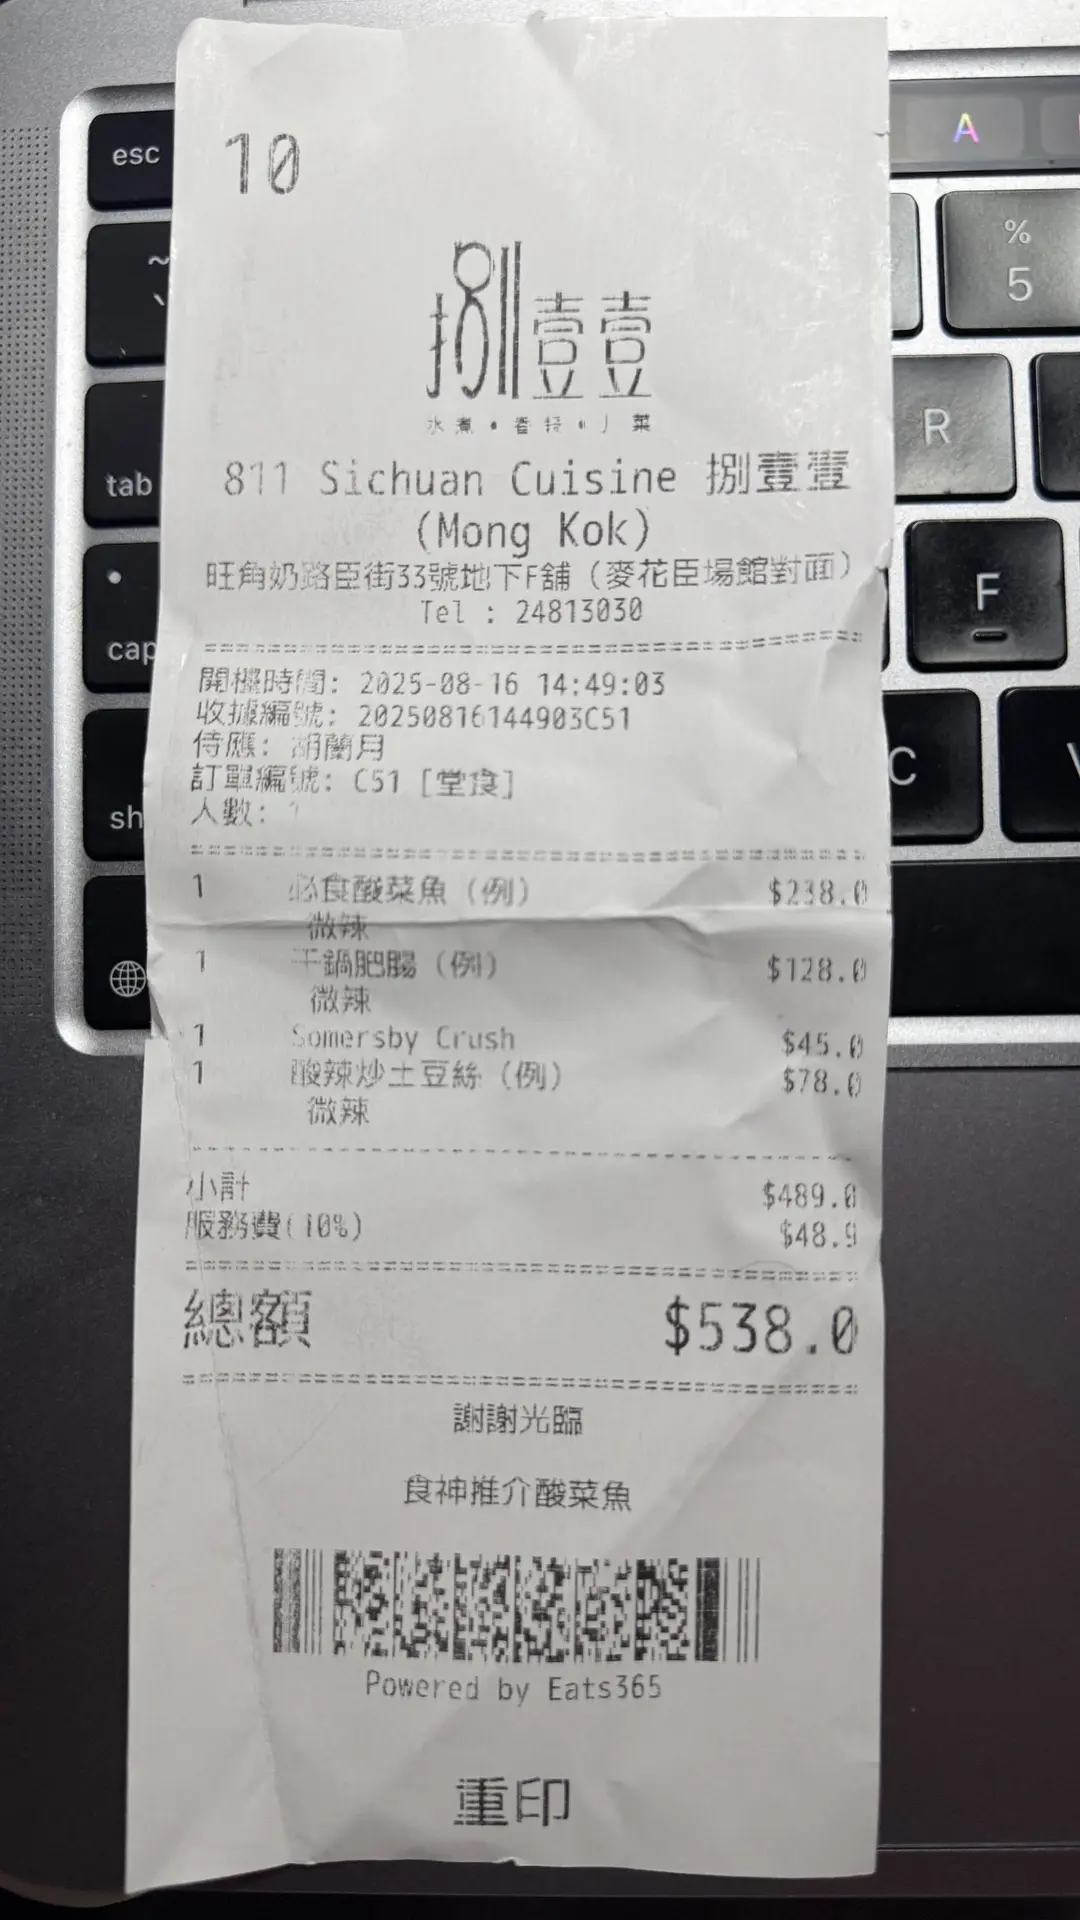 10
捌壹壹
水煮•香鍋•川菜
811 Sichuan Cuisine 捌壹壹
(Mong Kok)
旺角奶路臣街33號地下F舖（麥花臣場館對面）
Tel : 24813030
開機時間: 2025-08-16 14:49:03
收據編號: 20250816144903C51
侍應: 胡蘭月
訂單編號: C51 [堂食]
人數: 1
1 必食酸菜魚（例） $238.0
微辣
1 干鍋肥腸（例） $128.0
微辣
1 Somersby Crush $45.0
1 酸辣炒土豆絲（例） $78.0
微辣
小計 $489.0
服務費(10%) $48.9
總額 $538.0
謝謝光臨
食神推介酸菜魚
Powered by Eats365
重印
esc
A
~
%
5
tab
R
cap
F
sh
C